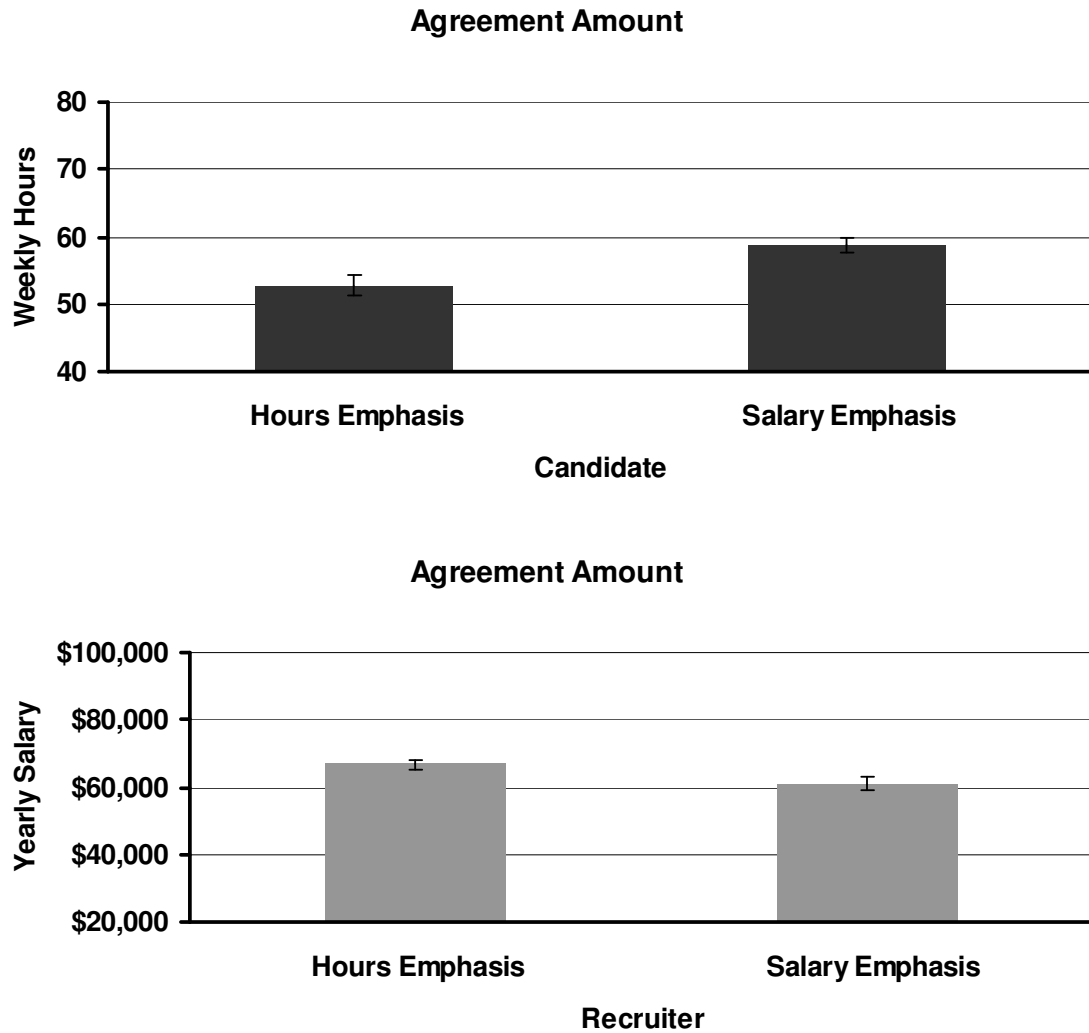 Agreement Amount
Weekly Hours
80
70
60
50
40
Hours Emphasis Salary Emphasis
Candidate
Agreement Amount
Yearly Salary
$100,000
$80,000
$60,000
$40,000
$20,000
Hours Emphasis Salary Emphasis
Recruiter